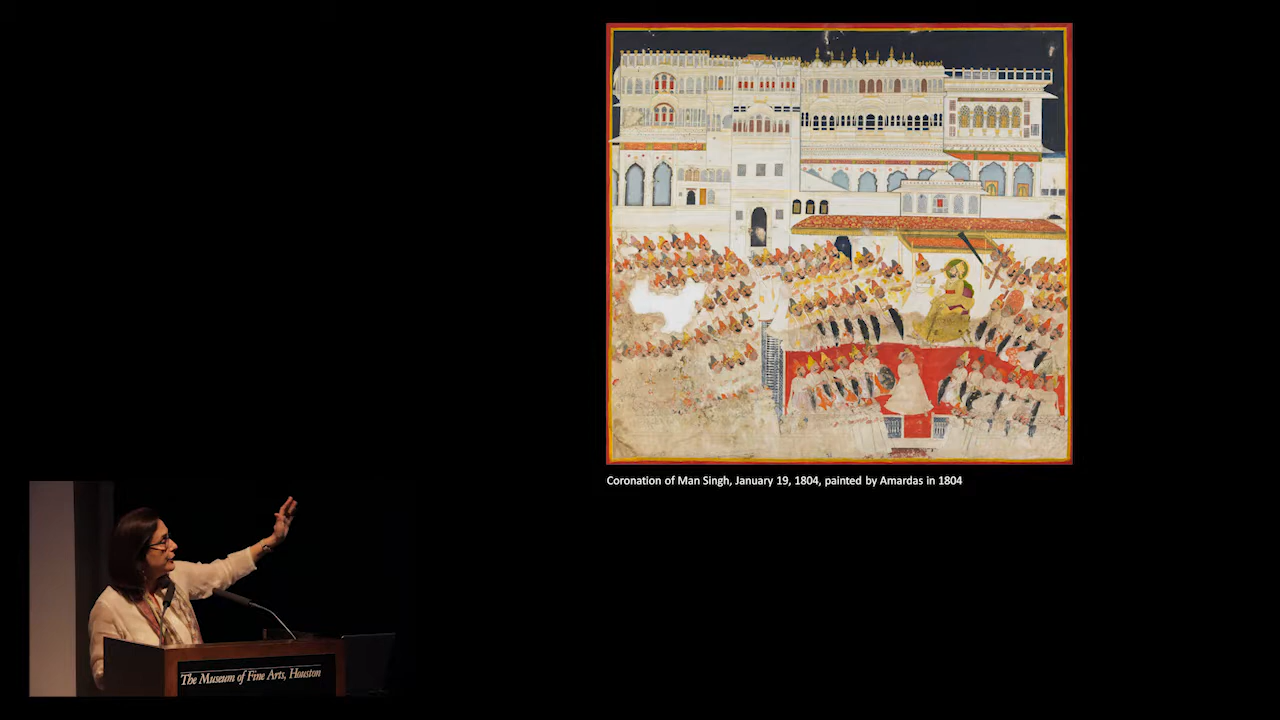 Coronation of Man Singh, January 19, 1804, painted by Amardas in 1804
The Museum of Fine Arts, Houston